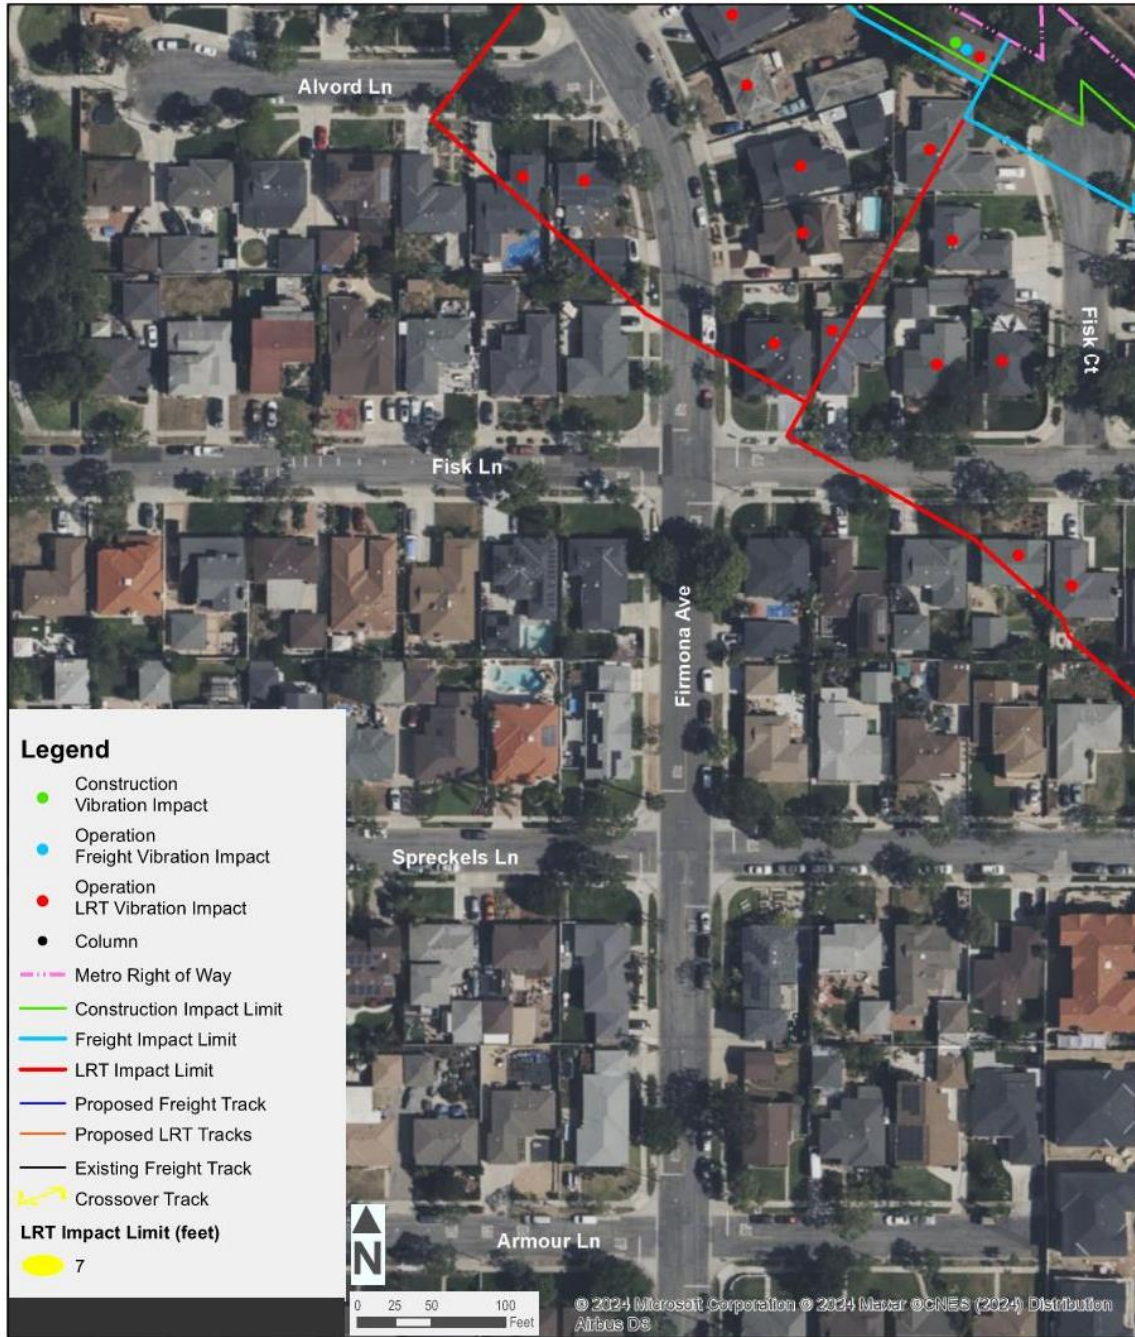 Alvord Ln
Fisk Ct
Fisk Ln
Firmona Ave
Legend
Construction
Vibration Impact
Operation
Freight Vibration Impact
Operation
LRT Vibration Impact
Column
Metro Right of Way
Construction Impact Limit
Freight Impact Limit
LRT Impact Limit
Proposed Freight Track
Proposed LRT Tracks
Existing Freight Track
Crossover Track
LRT Impact Limit (feet)
7
Spreckels Ln
Armour Ln
N
0 25 50 100
Feet
© 2024 Microsoft Corporation © 2024 Maxar ©CNES (2024) Distribution
Airbus DS